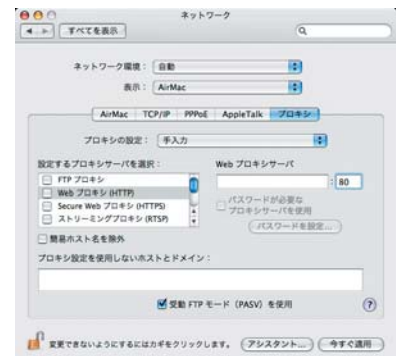 ネットワーク
すべてを表示
ネットワーク環境： 自動
表示： AirMac
AirMac TCP/IP PPPoE AppleTalk プロキシ
プロキシの設定： 手入力
設定するプロキシサーバを選択： Web プロキシサーバ
FTP プロキシ
: 80
Web プロキシ (HTTP)
Secure Web プロキシ (HTTPS)
ストリーミングプロキシ (RTSP)
パスワードが必要な
プロキシサーバを使用
パスワードを設定...
簡易ホスト名を除外
プロキシ設定を使用しないホストとドメイン：
受動 FTP モード（PASV）を使用
?
変更できないようにするにはカギをクリックします。 アシスタント... 今すぐ適用